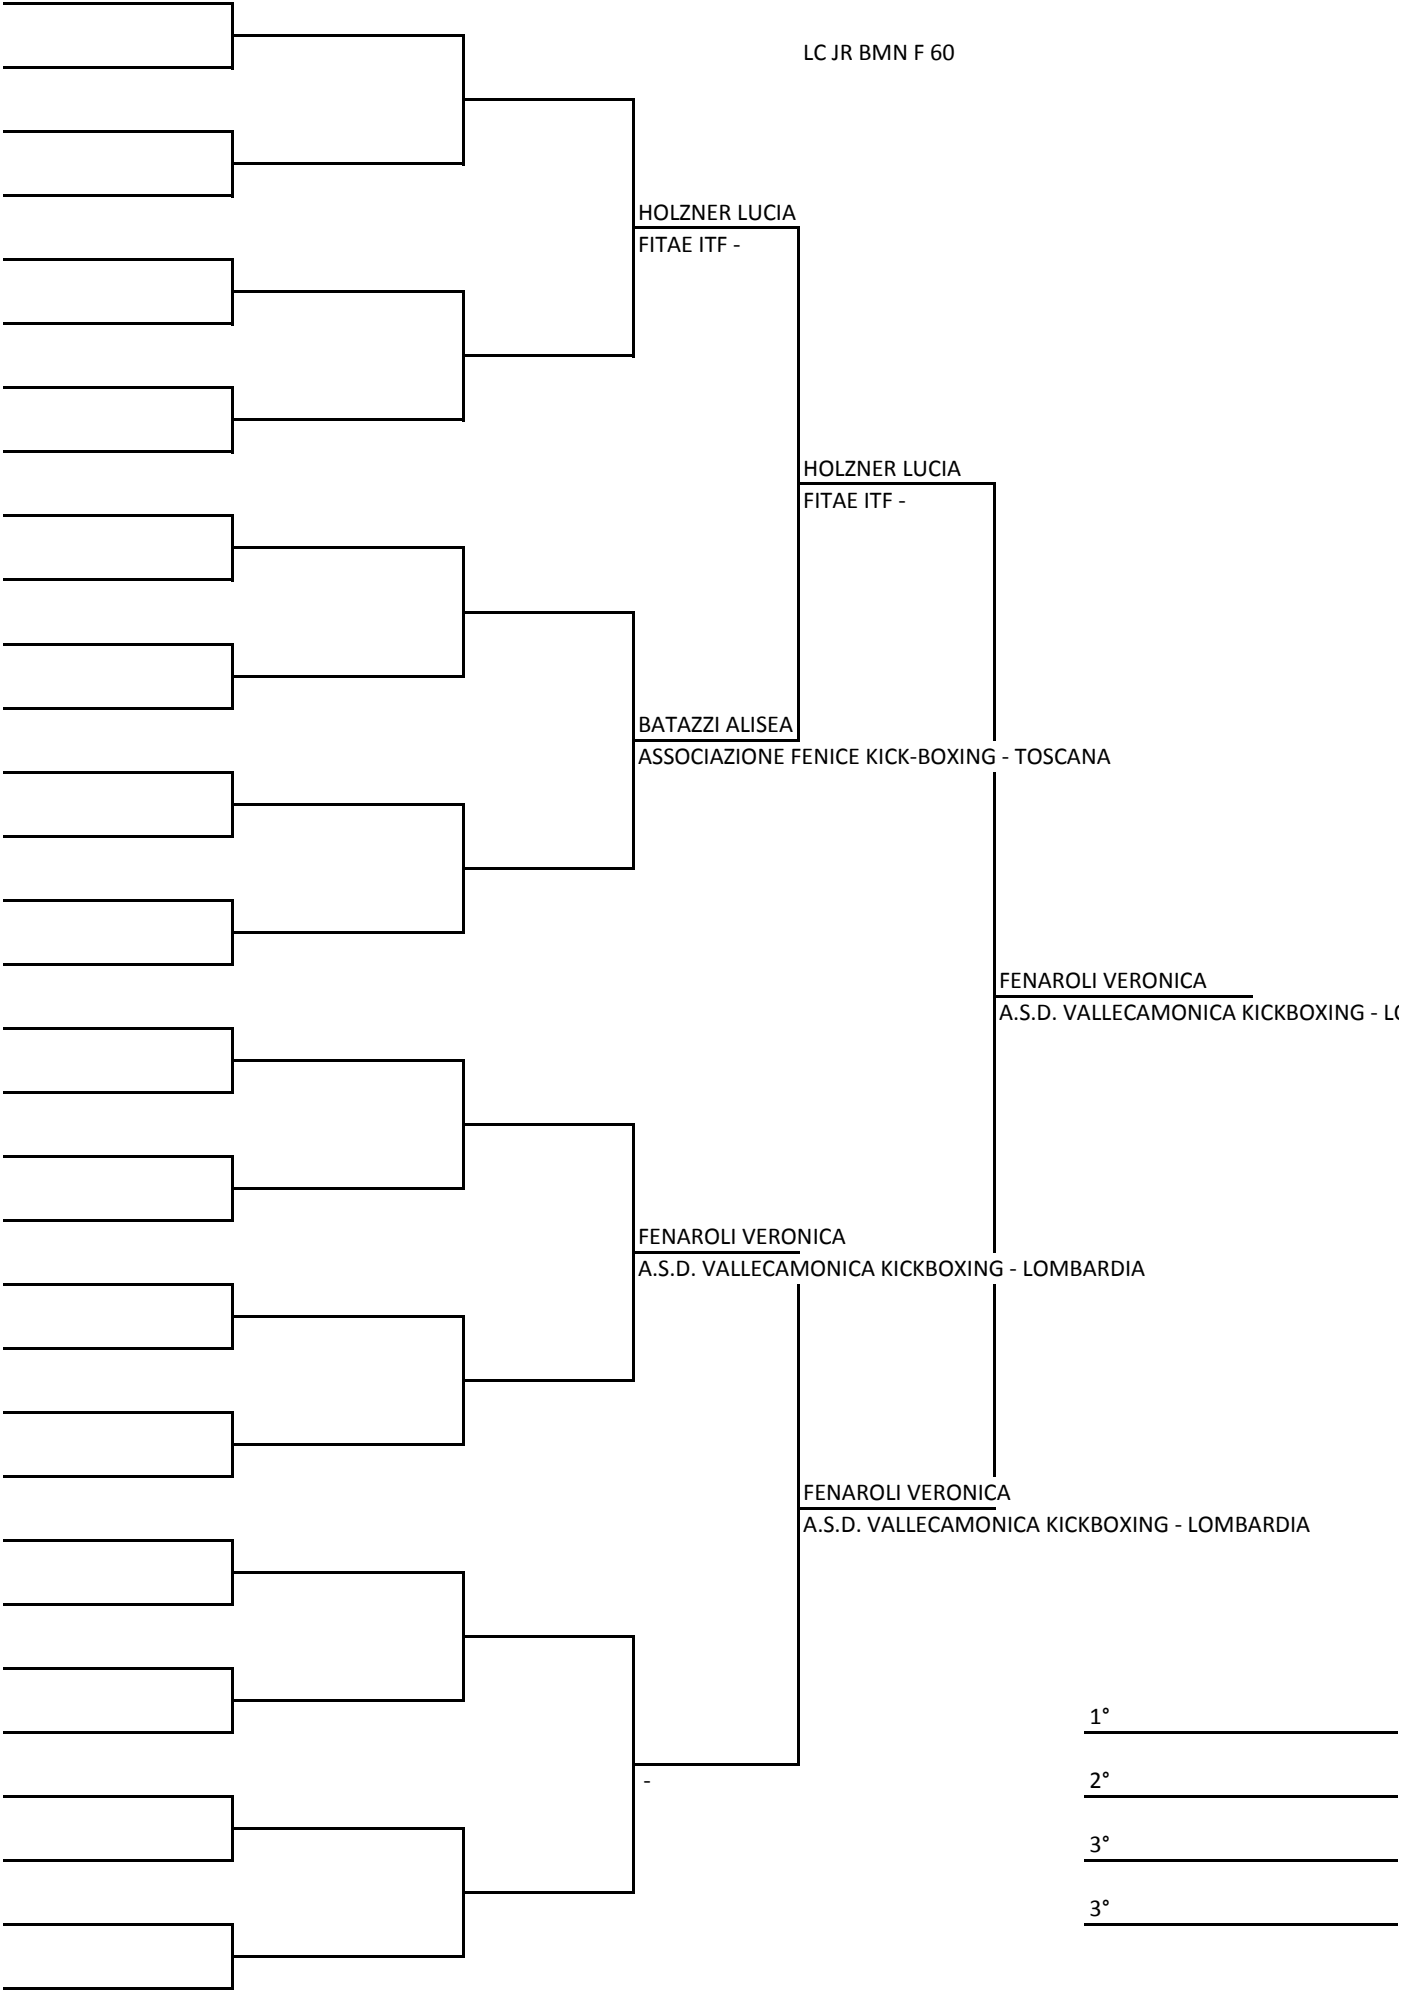 LC JR BMN F 60
HOLZNER LUCIA
FITAE ITF -
HOLZNER LUCIA
FITAE ITF -
BATAZZI ALISEA
ASSOCIAZIONE FENICE KICK-BOXING - TOSCANA
FENAROLI VERONICA
A.S.D. VALLECAMONICA KICKBOXING - LO
FENAROLI VERONICA
A.S.D. VALLECAMONICA KICKBOXING - LOMBARDIA
FENAROLI VERONICA
A.S.D. VALLECAMONICA KICKBOXING - LOMBARDIA
1°
-
2°
3°
3°